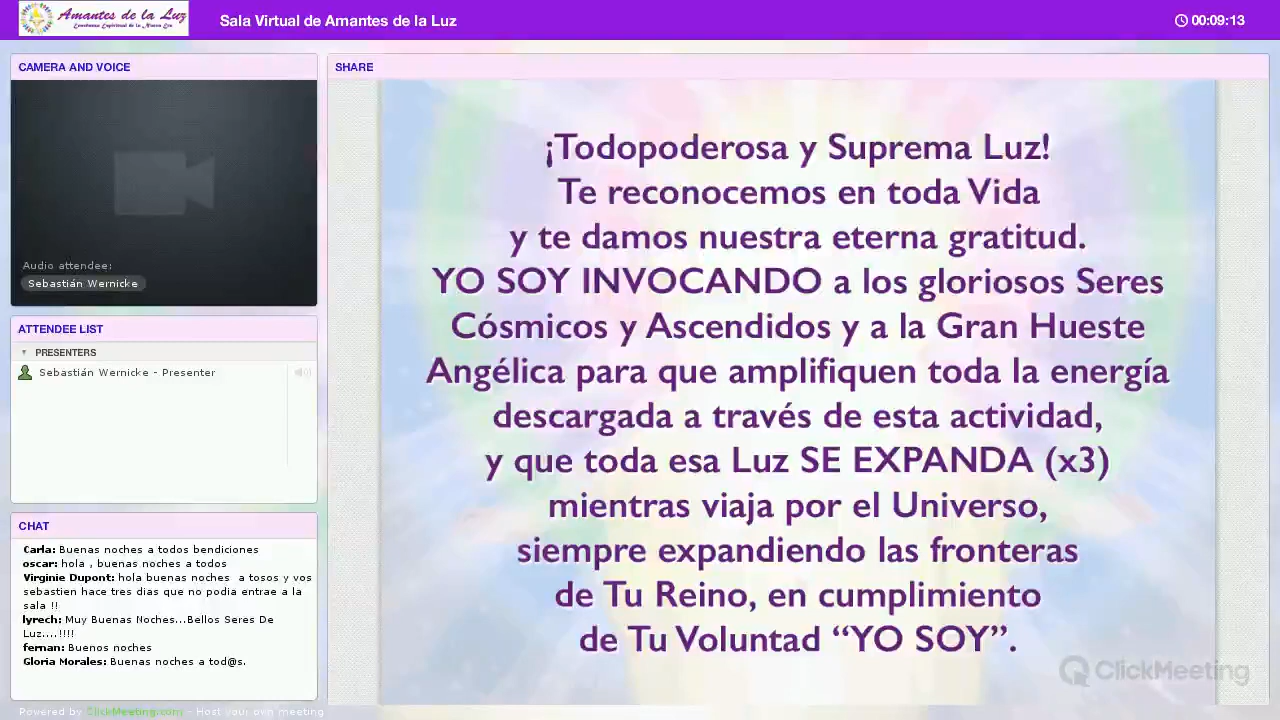 Amantes de la Luz
Enseñanza Espiritual de la Nueva Era
Sala Virtual de Amantes de la Luz
00:09:13
CAMERA AND VOICE
Audio attendee:
Sebastián Wernicke
ATTENDEE LIST
PRESENTERS
Sebastián Wernicke - Presenter
CHAT
Carla: Buenas noches a todos bendiciones
oscar: hola , buenas noches a todos
Virginie Dupont: hola buenas noches a tosos y vos
sebastien hace tres dias que no pudia entrae a la
sala !!
lyrech: Muy Buenas Noches...Bellos Seres De
Luz....!!!!
fernan: Buenos noches
Gloria Morales: Buenas noches a tod@s.
Powered by ClickMeeting.com - Host your own meeting
SHARE
¡Todopoderosa y Suprema Luz!
Te reconocemos en toda Vida
y te damos nuestra eterna gratitud.
YO SOY INVOCANDO a los gloriosos Seres
Cósmicos y Ascendidos y a la Gran Hueste
Angélica para que amplifiquen toda la energía
descargada a través de esta actividad,
y que toda esa Luz SE EXPANDA (x3)
mientras viaja por el Universo,
siempre expandiendo las fronteras
de Tu Reino, en cumplimiento
de Tu Voluntad “YO SOY”.
ClickMeeting